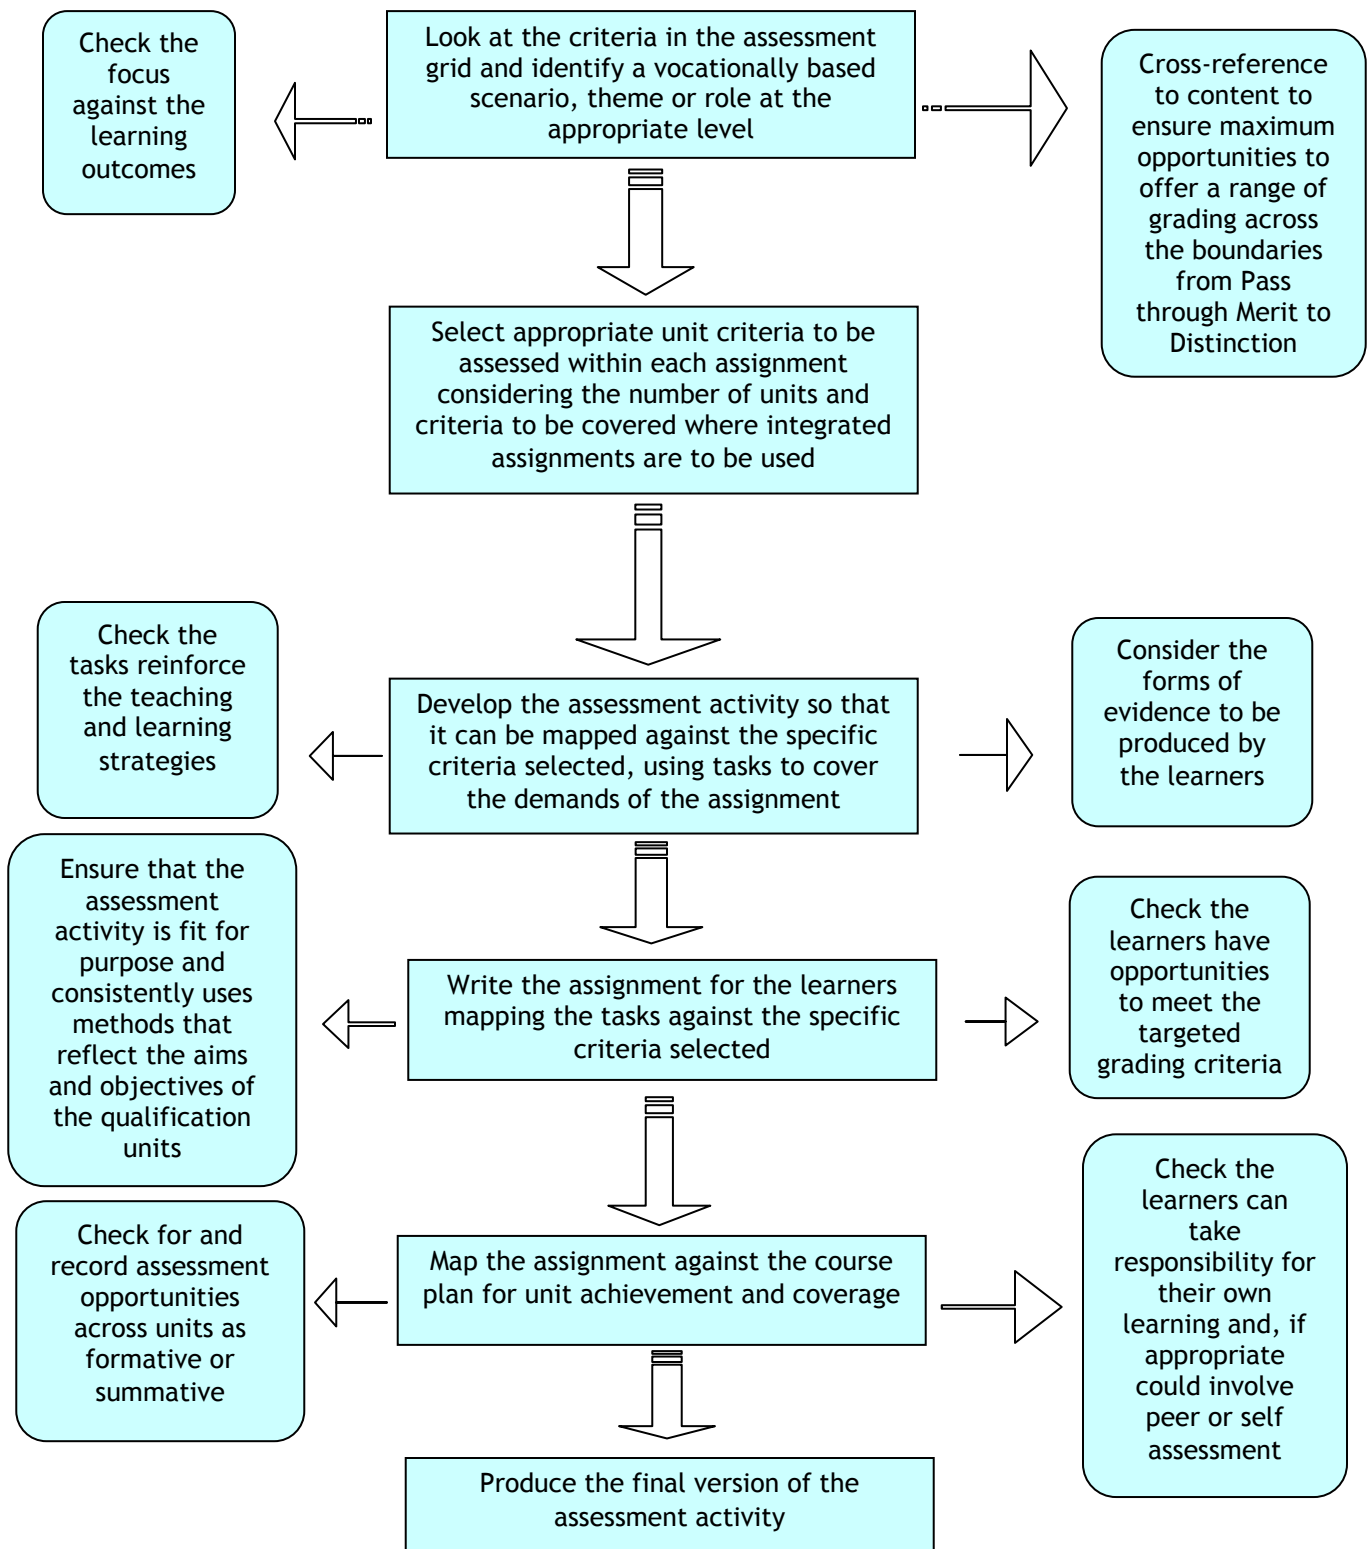 Check the
focus
against the
learning
outcomes
Look at the criteria in the assessment
grid and identify a vocationally based
scenario, theme or role at the
appropriate level
Cross-reference
to content to
ensure maximum
opportunities to
offer a range of
grading across
the boundaries
from Pass
through Merit to
Distinction
Select appropriate unit criteria to be
assessed within each assignment
considering the number of units and
criteria to be covered where integrated
assignments are to be used
Check the
tasks reinforce
the teaching
and learning
strategies
Develop the assessment activity so that
it can be mapped against the specific
criteria selected, using tasks to cover
the demands of the assignment
Consider the
forms of
evidence to be
produced by
the learners
Ensure that the
assessment
activity is fit for
purpose and
consistently uses
methods that
reflect the aims
and objectives of
the qualification
units
Write the assignment for the learners
mapping the tasks against the specific
criteria selected
Check the
learners have
opportunities
to meet the
targeted
grading criteria
Check for and
record assessment
opportunities
across units as
formative or
summative
Map the assignment against the course
plan for unit achievement and coverage
Check the
learners can
take
responsibility for
their own
learning and, if
appropriate
could involve
peer or self
assessment
Produce the final version of the
assessment activity